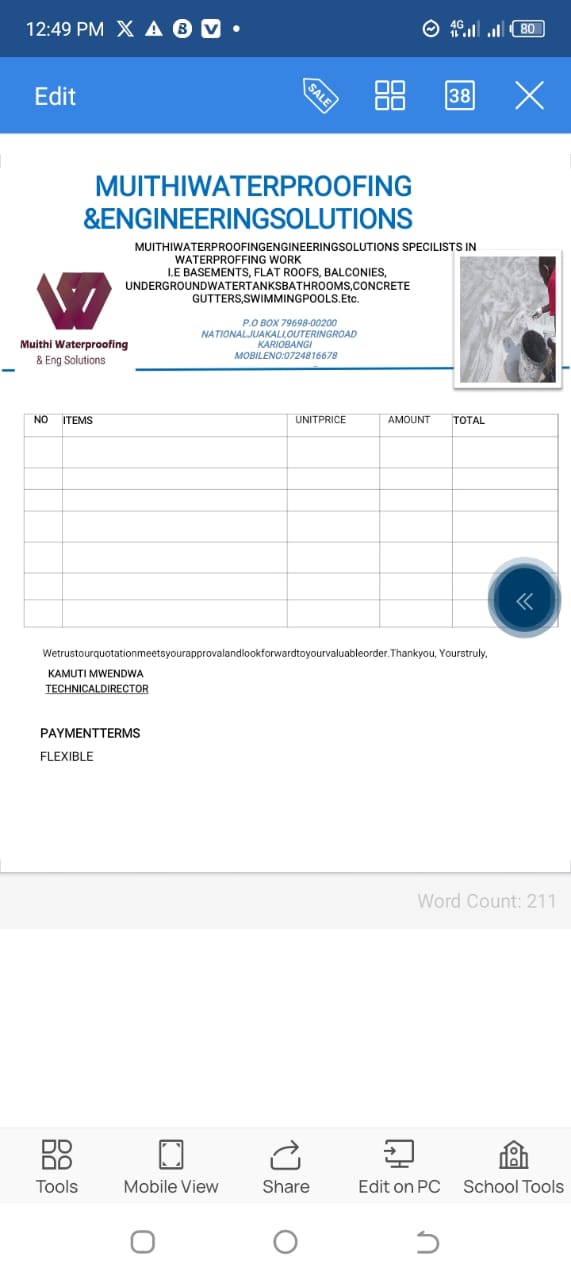 12:49 PM
4G
80
Edit
SALE
38
MUITHIWATERPROOFING
&ENGINEERINGSOLUTIONS
MUITHIWATERPROOFINGENGINEERINGSOLUTIONS SPECILISTS IN
WATERPROFFING WORK
I.E BASEMENTS, FLAT ROOFS, BALCONIES,
UNDERGROUNDWATERTANKSBATHROOMS,CONCRETE
GUTTERS,SWIMMINGPOOLS.Etc.
P.O BOX 79698-00200
NATIONALJUAKALI,OUTERINGROAD
KARIOBANGI
MOBILENO:0724816678
Muithi Waterproofing
& Eng Solutions
NO ITEMS UNITPRICE AMOUNT TOTAL
Wetrustourquotationmeetsyourapprovalandlookforwardtoyourvaluableorder.Thankyou, Yourstruly,
KAMUTI MWENDWA
TECHNICALDIRECTOR
PAYMENTTERMS
FLEXIBLE
Word Count: 211
Tools Mobile View Share Edit on PC School Tools